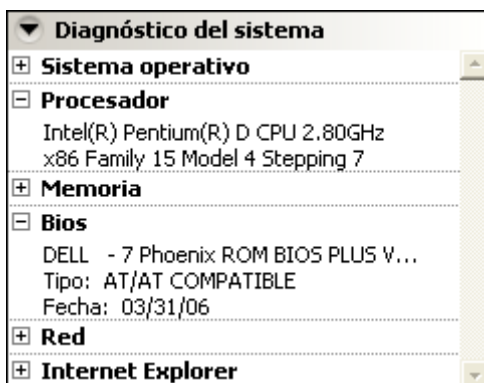 Diagnóstico del sistema
Sistema operativo
Procesador
Intel(R) Pentium(R) D CPU 2.80GHz
x86 Family 15 Model 4 Stepping 7
Memoria
Bios
DELL - 7 Phoenix ROM BIOS PLUS V...
Tipo: AT/AT COMPATIBLE
Fecha: 03/31/06
Red
Internet Explorer